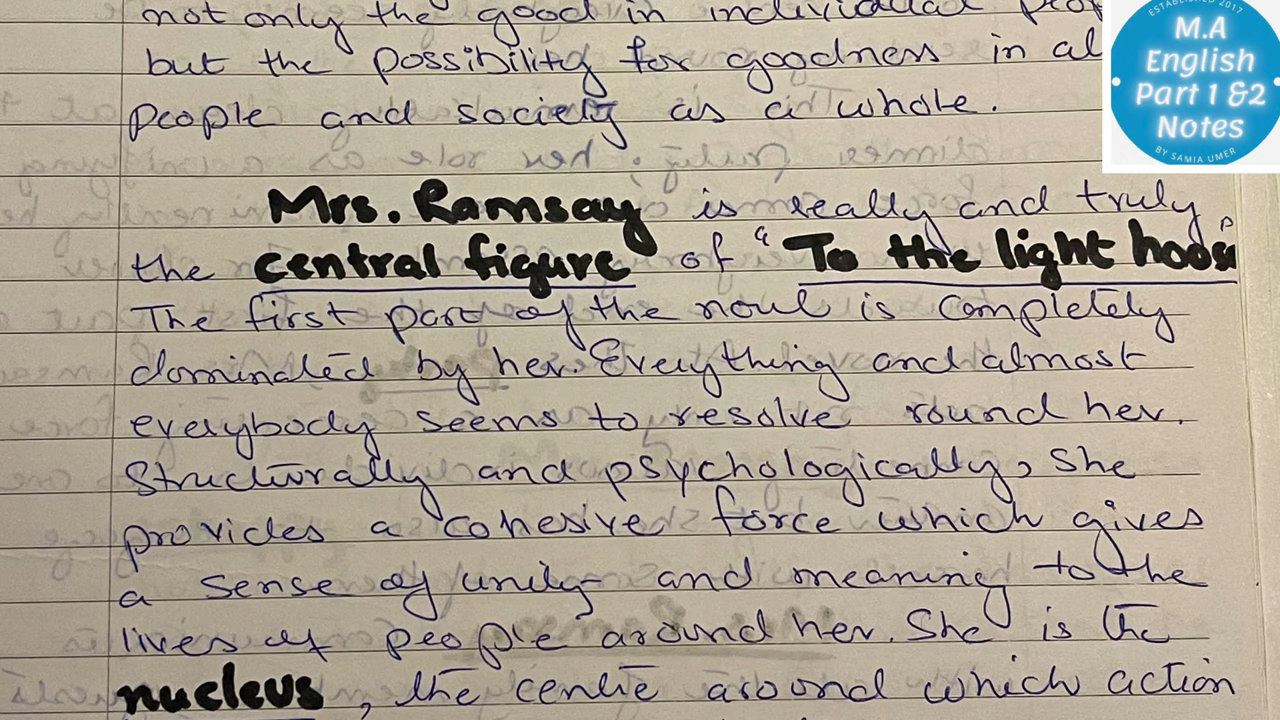 not only the good in individual
but the possibility for goodness in al
people and society as a whole.
Mrs. Ramsay is really and truly
the central figure of "To the light house"
The first part of the novel is completely
dominated by her. Everything and almost
everybody seems to resolve round her.
Structurally and psychologically, she
provides a cohesive force which gives
a sense of unity and meaning to the
lives of people around her. She is the
nucleus, the centre around which action
ESTABLISHED 2017
M.A
English
Part 1 &2
Notes
BY SAMIA UMER